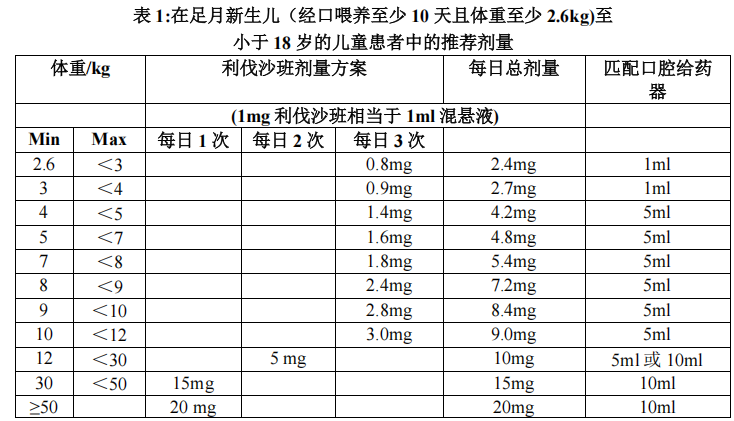 表 1:在足月新生儿（经口喂养至少 10 天且体重至少 2.6kg)至
小于 18 岁的儿童患者中的推荐剂量
体重/kg 利伐沙班剂量方案 每日总剂量 匹配口腔给药
器
(1mg 利伐沙班相当于 1ml 混悬液)
Min Max 每日 1 次 每日 2 次 每日 3 次
2.6 ＜3 0.8mg 2.4mg 1ml
3 ＜4 0.9mg 2.7mg 1ml
4 ＜5 1.4mg 4.2mg 5ml
5 ＜7 1.6mg 4.8mg 5ml
7 ＜8 1.8mg 5.4mg 5ml
8 ＜9 2.4mg 7.2mg 5ml
9 ＜10 2.8mg 8.4mg 5ml
10 ＜12 3.0mg 9.0mg 5ml
12 ＜30 5 mg 10mg 5ml 或 10ml
30 ＜50 15mg 15mg 10ml
≥50 20 mg 20mg 10ml